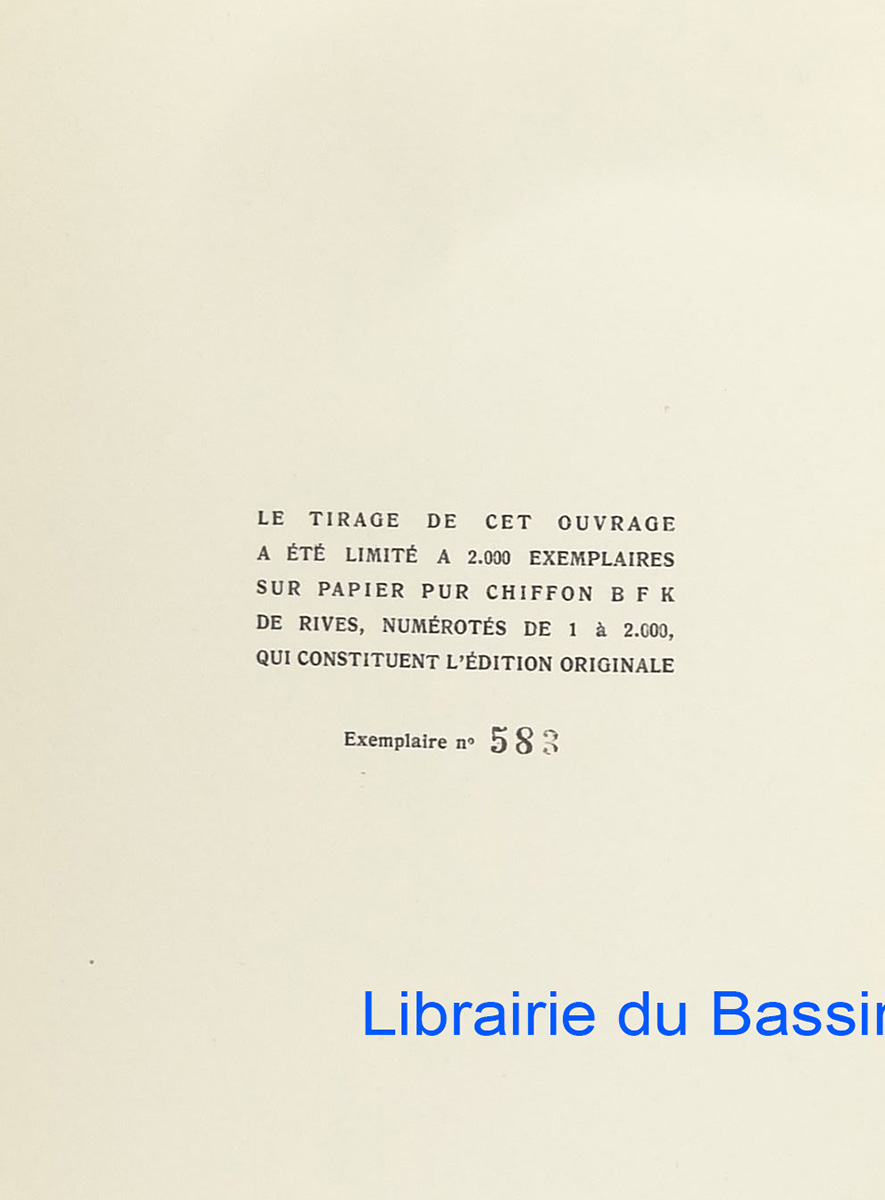 LE TIRAGE DE CET OUVRAGE
A ÉTÉ LIMITÉ A 2.000 EXEMPLAIRES
SUR PAPIER PUR CHIFFON B F K
DE RIVES, NUMÉROTÉS DE 1 à 2.000,
QUI CONSTITUENT L'ÉDITION ORIGINALE
Exemplaire nº 583
Librairie du Bassin